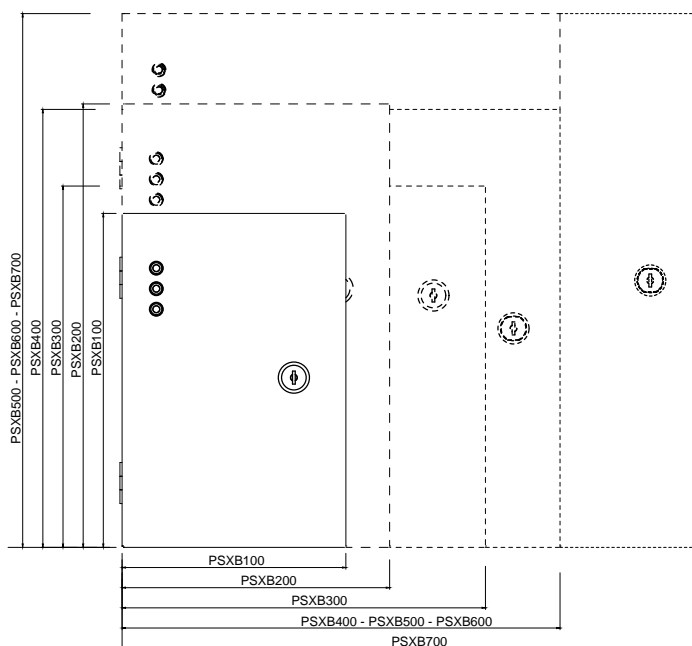 PSXB500 - PSXB600 - PSXB700
PSXB400
PSXB300
PSXB200
PSXB100
PSXB100
PSXB200
PSXB300
PSXB400 - PSXB500 - PSXB600
PSXB700